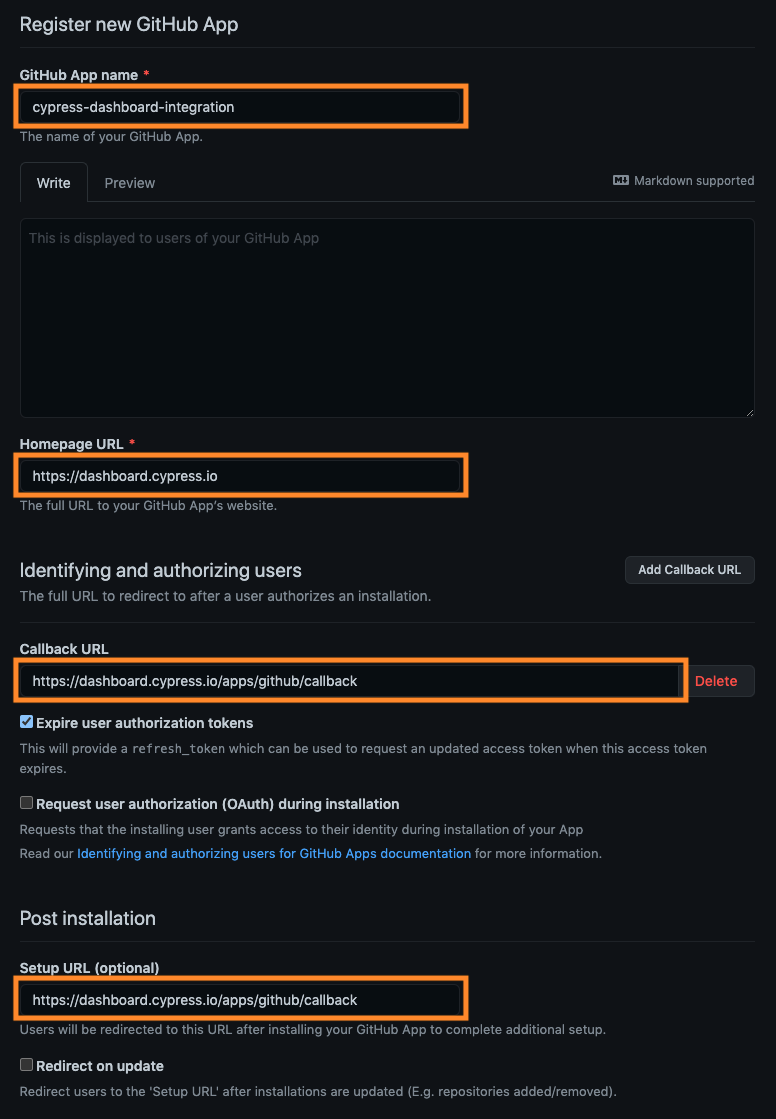 Register new GitHub App
GitHub App name *
cypress-dashboard-integration
The name of your GitHub App.
Write Preview Markdown supported
This is displayed to users of your GitHub App
Homepage URL *
https://dashboard.cypress.io
The full URL to your GitHub App's website.
Identifying and authorizing users Add Callback URL
The full URL to redirect to after a user authorizes an installation.
Callback URL
https://dashboard.cypress.io/apps/github/callback Delete
Expire user authorization tokens
This will provide a refresh_token which can be used to request an updated access token when this access token
expires.
Request user authorization (OAuth) during installation
Requests that the installing user grants access to their identity during installation of your App
Read our Identifying and authorizing users for GitHub Apps documentation for more information.
Post installation
Setup URL (optional)
https://dashboard.cypress.io/apps/github/callback
Users will be redirected to this URL after installing your GitHub App to complete additional setup.
Redirect on update
Redirect users to the 'Setup URL' after installations are updated (E.g. repositories added/removed).